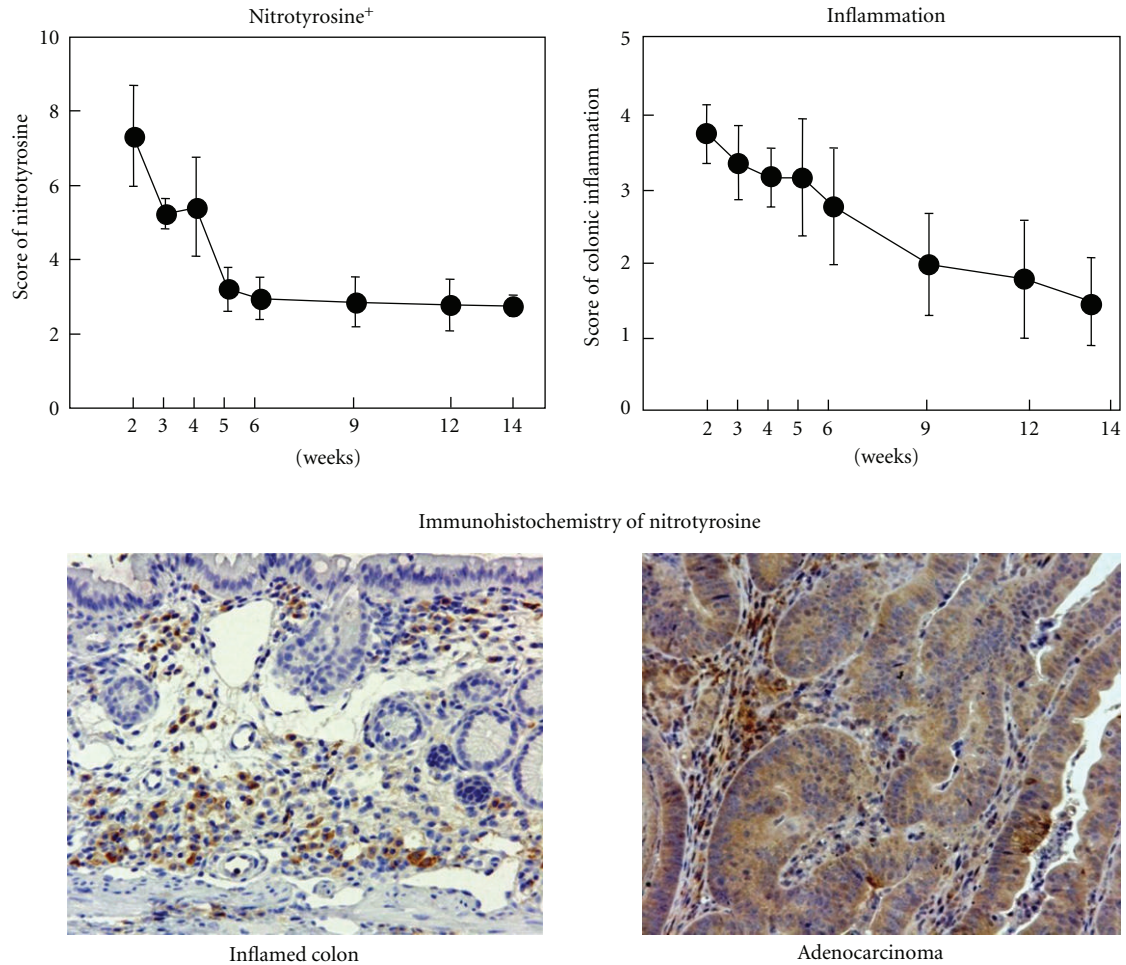 Nitrotyrosine⁺
Score of nitrotyrosine
10
8
6
4
2
0
2 3 4 5 6 9 12 14
(weeks)
Inflammation
Score of colonic inflammation
5
4
3
2
1
0
2 3 4 5 6 9 12 14
(weeks)
Immunohistochemistry of nitrotyrosine
Inflamed colon
Adenocarcinoma